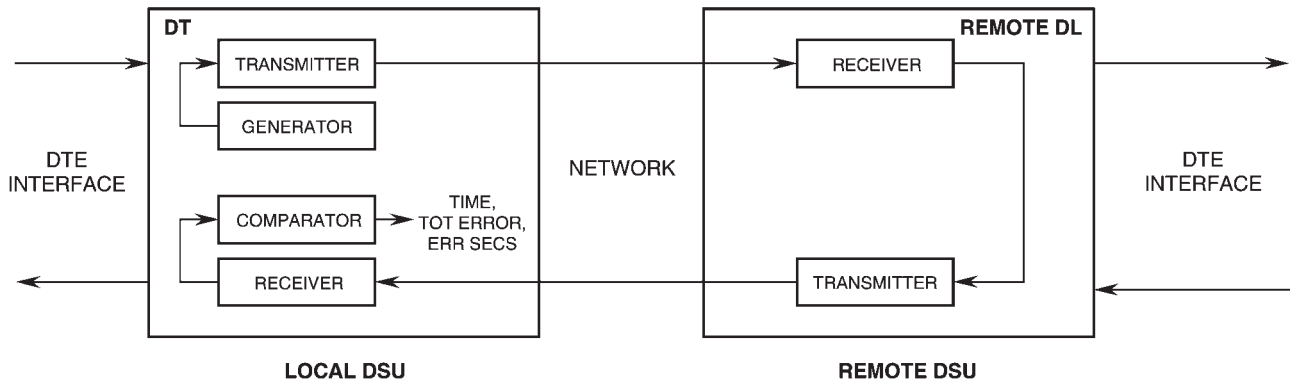 DT
REMOTE DL
TRANSMITTER
RECEIVER
GENERATOR
DTE
INTERFACE
NETWORK
DTE
INTERFACE
COMPARATOR
TIME,
TOT ERROR,
ERR SECS
RECEIVER
TRANSMITTER
LOCAL DSU
REMOTE DSU